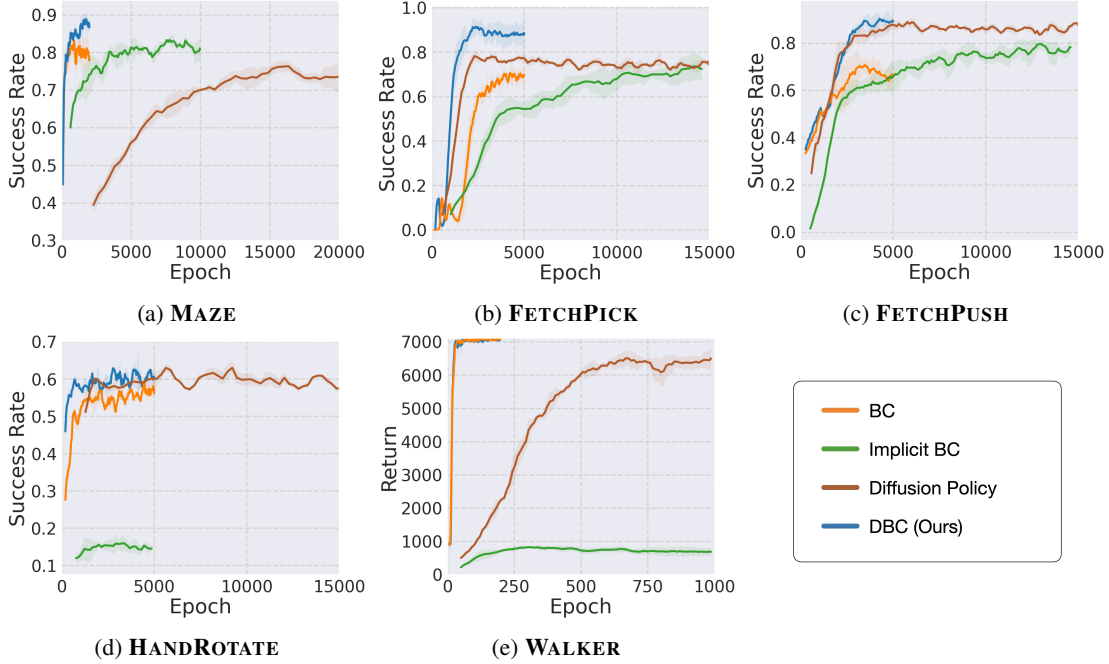 0.9
0.8
0.7
0.6
0.5
0.4
0.3
Success Rate
0 5000 10000 15000 20000
Epoch
(a) MAZE
1.0
0.8
0.6
0.4
0.2
0.0
Success Rate
0 5000 10000 15000
Epoch
(b) FETCHPICK
0.8
0.6
0.4
0.2
0.0
Success Rate
0 5000 10000 15000
Epoch
(c) FETCHPUSH
0.7
0.6
0.5
0.4
0.3
0.2
0.1
Success Rate
0 5000 10000 15000
Epoch
(d) HANDROTATE
7000
6000
5000
4000
3000
2000
1000
0
Return
0 250 500 750 1000
Epoch
(e) WALKER
BC
Implicit BC
Diffusion Policy
DBC (Ours)